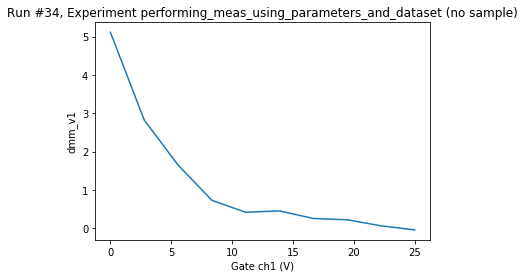 Run #34, Experiment performing_meas_using_parameters_and_dataset (no sample)
5
4
3
2
1
0
dmm_v1
0 5 10 15 20 25
Gate ch1 (V)